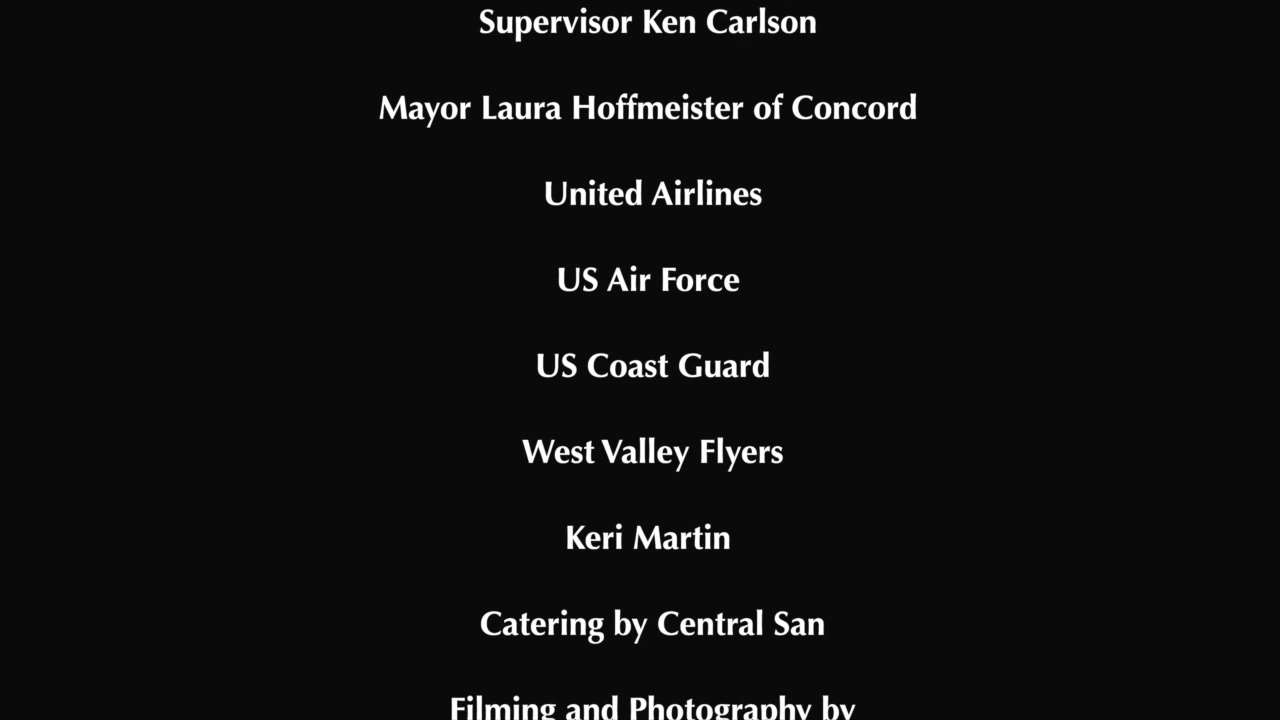 Supervisor Ken Carlson
Mayor Laura Hoffmeister of Concord
United Airlines
US Air Force
US Coast Guard
West Valley Flyers
Keri Martin
Catering by Central San
Filming and Photography by